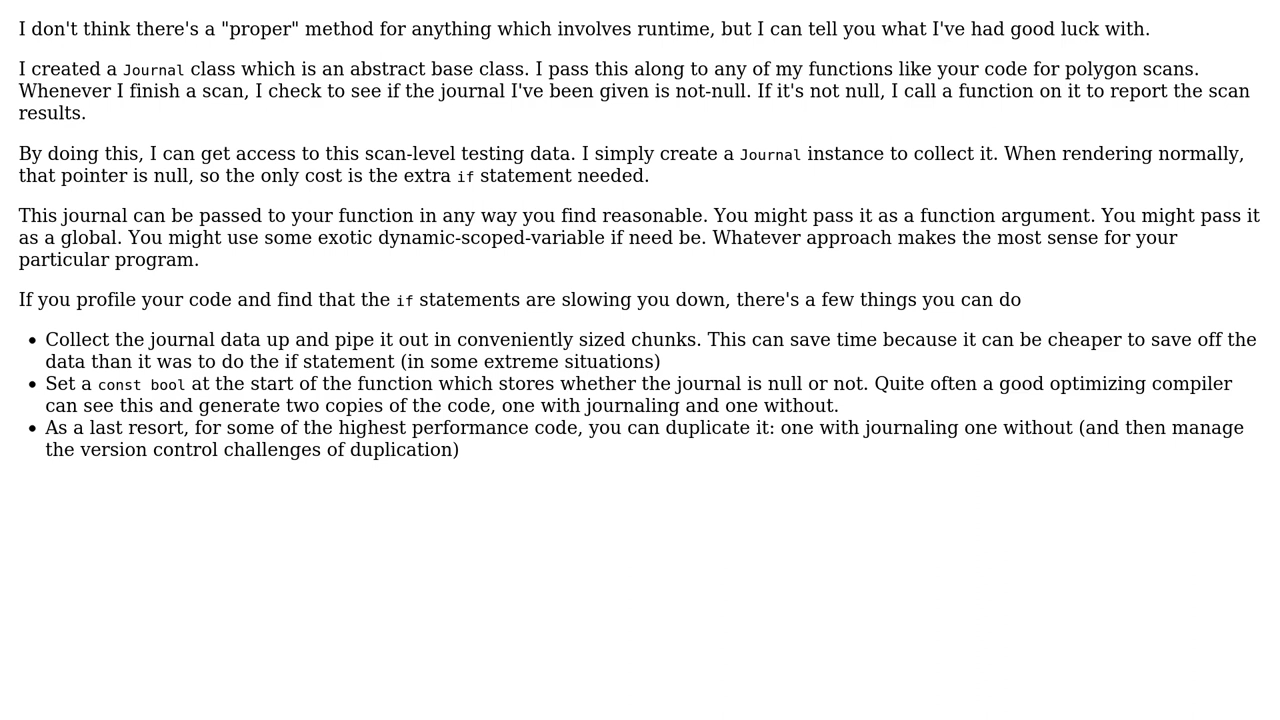 I don't think there's a "proper" method for anything which involves runtime, but I can tell you what I've had good luck with.
I created a Journal class which is an abstract base class. I pass this along to any of my functions like your code for polygon scans.
Whenever I finish a scan, I check to see if the journal I've been given is not-null. If it's not null, I call a function on it to report the scan
results.
By doing this, I can get access to this scan-level testing data. I simply create a Journal instance to collect it. When rendering normally,
that pointer is null, so the only cost is the extra if statement needed.
This journal can be passed to your function in any way you find reasonable. You might pass it as a function argument. You might pass it
as a global. You might use some exotic dynamic-scoped-variable if need be. Whatever approach makes the most sense for your
particular program.
If you profile your code and find that the if statements are slowing you down, there's a few things you can do
• Collect the journal data up and pipe it out in conveniently sized chunks. This can save time because it can be cheaper to save off the
data than it was to do the if statement (in some extreme situations)
• Set a const bool at the start of the function which stores whether the journal is null or not. Quite often a good optimizing compiler
can see this and generate two copies of the code, one with journaling and one without.
• As a last resort, for some of the highest performance code, you can duplicate it: one with journaling one without (and then manage
the version control challenges of duplication)